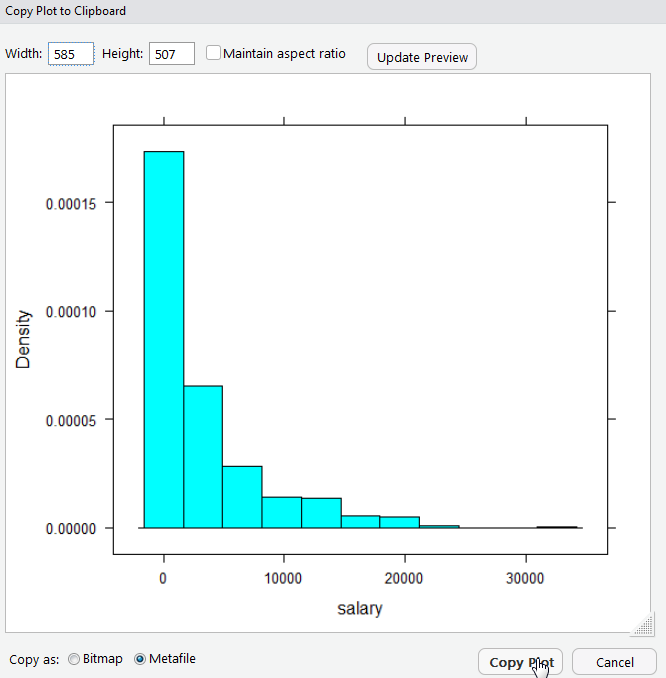 Copy Plot to Clipboard
Width: 585 Height: 507 Maintain aspect ratio Update Preview
0.00015
0.00010
0.00005
0.00000
Density
0 10000 20000 30000
salary
Copy as: Bitmap Metafile Copy Plot Cancel